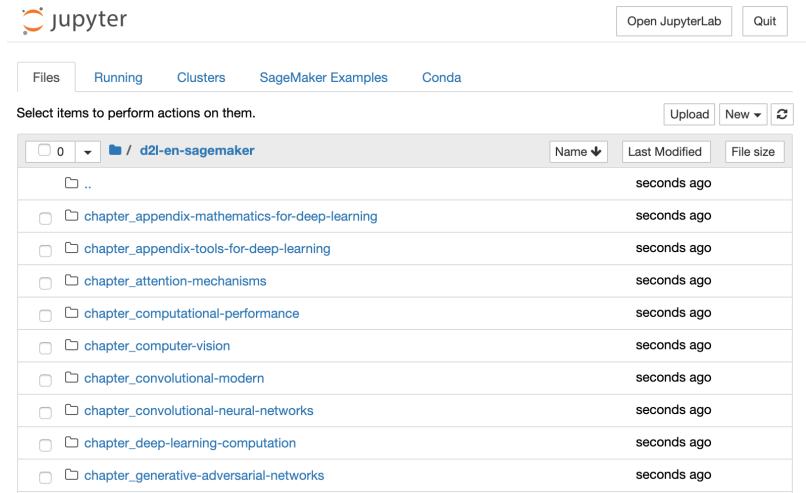 jupyter Open JupyterLab Quit
Files Running Clusters SageMaker Examples Conda
Select items to perform actions on them. Upload New
0 / d2l-en-sagemaker Name Last Modified File size
.. seconds ago
chapter_appendix-mathematics-for-deep-learning seconds ago
chapter_appendix-tools-for-deep-learning seconds ago
chapter_attention-mechanisms seconds ago
chapter_computational-performance seconds ago
chapter_computer-vision seconds ago
chapter_convolutional-modern seconds ago
chapter_convolutional-neural-networks seconds ago
chapter_deep-learning-computation seconds ago
chapter_generative-adversarial-networks seconds ago